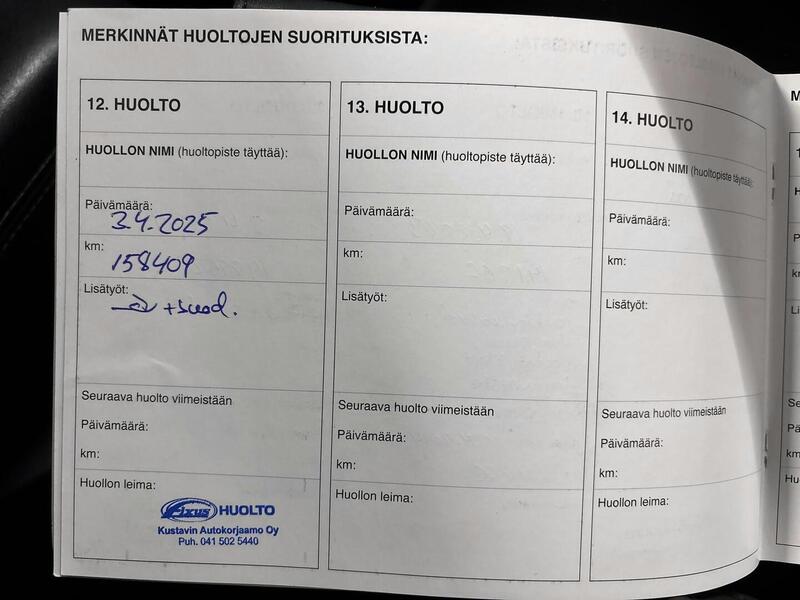 MERKINNÄT HUOLTOJEN SUORITUKSISTA:
12. HUOLTO
HUOLLON NIMI (huoltopiste täyttää):
Päivämäärä:
3.4.2025
km:
158409
Lisätyöt:
+suod.
Seuraava huolto viimeistään
Päivämäärä:
km:
Huollon leima:
Fixus HUOLTO
Kustavin Autokorjaamo Oy
Puh. 041 502 5440
13. HUOLTO
HUOLLON NIMI (huoltopiste täyttää):
Päivämäärä:
km:
Lisätyöt:
Seuraava huolto viimeistään
Päivämäärä:
km:
Huollon leima:
14. HUOLTO
HUOLLON NIMI (huoltopiste täyttää):
Päivämäärä:
km:
Lisätyöt:
Seuraava huolto viimeistään
Päivämäärä:
km:
Huollon leima: